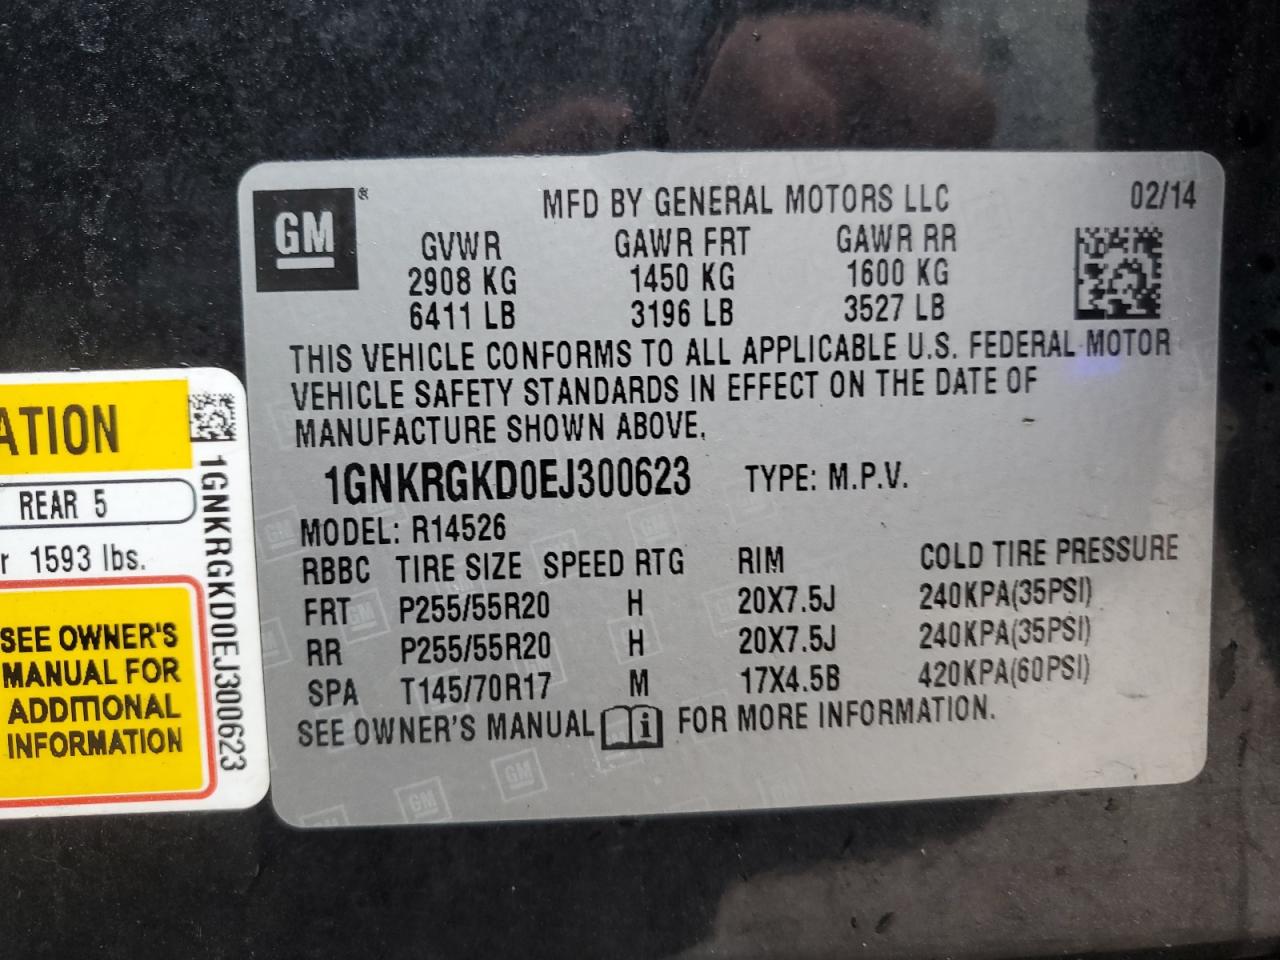 GM ®
MFD BY GENERAL MOTORS LLC 02/14
GVWR GAWR FRT GAWR RR
2908 KG 1450 KG 1600 KG
6411 LB 3196 LB 3527 LB
THIS VEHICLE CONFORMS TO ALL APPLICABLE U.S. FEDERAL MOTOR
VEHICLE SAFETY STANDARDS IN EFFECT ON THE DATE OF
MANUFACTURE SHOWN ABOVE.
1GNKRGKD0EJ300623 TYPE: M.P.V.
MODEL: R14526
RBBC TIRE SIZE SPEED RTG RIM COLD TIRE PRESSURE
FRT P255/55R20 H 20X7.5J 240KPA(35PSI)
RR P255/55R20 H 20X7.5J 240KPA(35PSI)
SPA T145/70R17 M 17X4.5B 420KPA(60PSI)
SEE OWNER'S MANUAL FOR MORE INFORMATION.
ATION
REAR 5
r 1593 lbs.
SEE OWNER'S
MANUAL FOR
ADDITIONAL
INFORMATION
1GNKRGKD0EJ300623